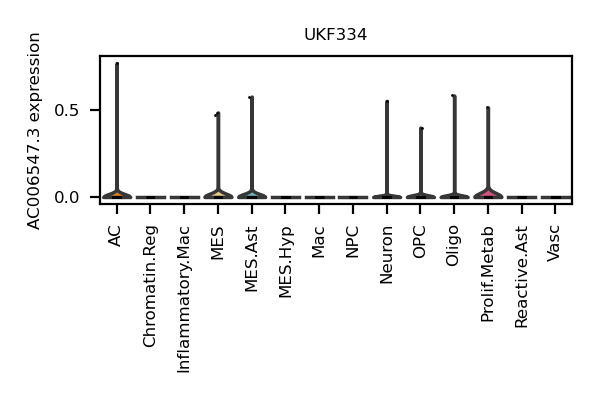 UKF334
AC006547.3 expression
0.5
0.0
AC
Chromatin.Reg
Inflammatory.Mac
MES
MES.Ast
MES.Hyp
Mac
NPC
Neuron
OPC
Oligo
Prolif.Metab
Reactive.Ast
Vasc